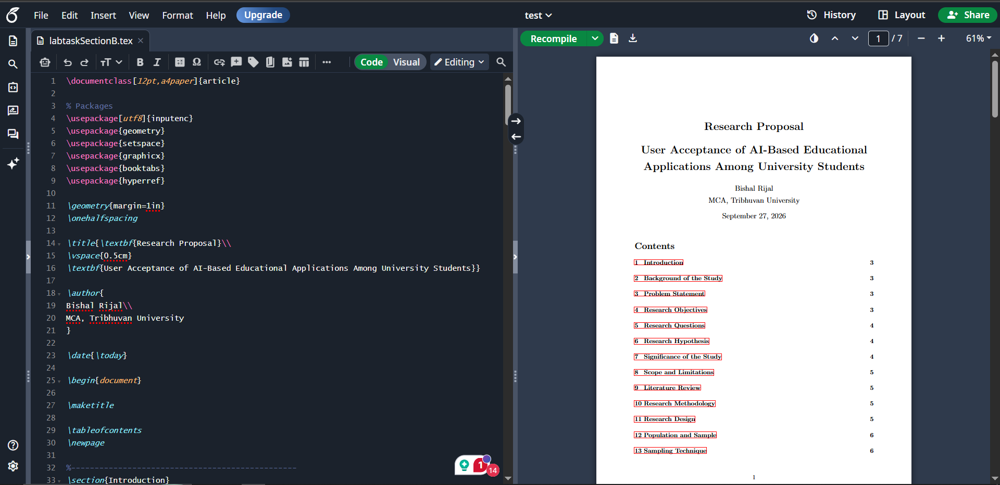 File Edit Insert View Format Help Upgrade
test
History Layout Share
labtaskSectionB.tex
Code Visual Editing
1 \documentclass[12pt,a4paper]{article}
2
3 % Packages
4 \usepackage[utf8]{inputenc}
5 \usepackage{geometry}
6 \usepackage{setspace}
7 \usepackage{graphicx}
8 \usepackage{booktabs}
9 \usepackage{hyperref}
10
11 \geometry{margin=1in}
12 \onehalfspacing
13
14 \title{\textbf{Research Proposal}\\
15 \vspace{0.5cm}
16 \textbf{User Acceptance of AI-Based Educational Applications Among University Students}}
17
18 \author{
19 Bishal Rijal\\
20 MCA, Tribhuvan University
21 }
22
23 \date{\today}
24
25 \begin{document}
26
27 \maketitle
28
29 \tableofcontents
30 \newpage
31
32 %------------------------------------------------
33 \section{Introduction}
1
14
Recompile
1 / 7
61%
Research Proposal
User Acceptance of AI-Based Educational
Applications Among University Students
Bishal Rijal
MCA, Tribhuvan University
September 27, 2026
Contents
1 Introduction 3
2 Background of the Study 3
3 Problem Statement 3
4 Research Objectives 3
5 Research Questions 4
6 Research Hypothesis 4
7 Significance of the Study 4
8 Scope and Limitations 5
9 Literature Review 5
10 Research Methodology 5
11 Research Design 5
12 Population and Sample 6
13 Sampling Technique 6
1